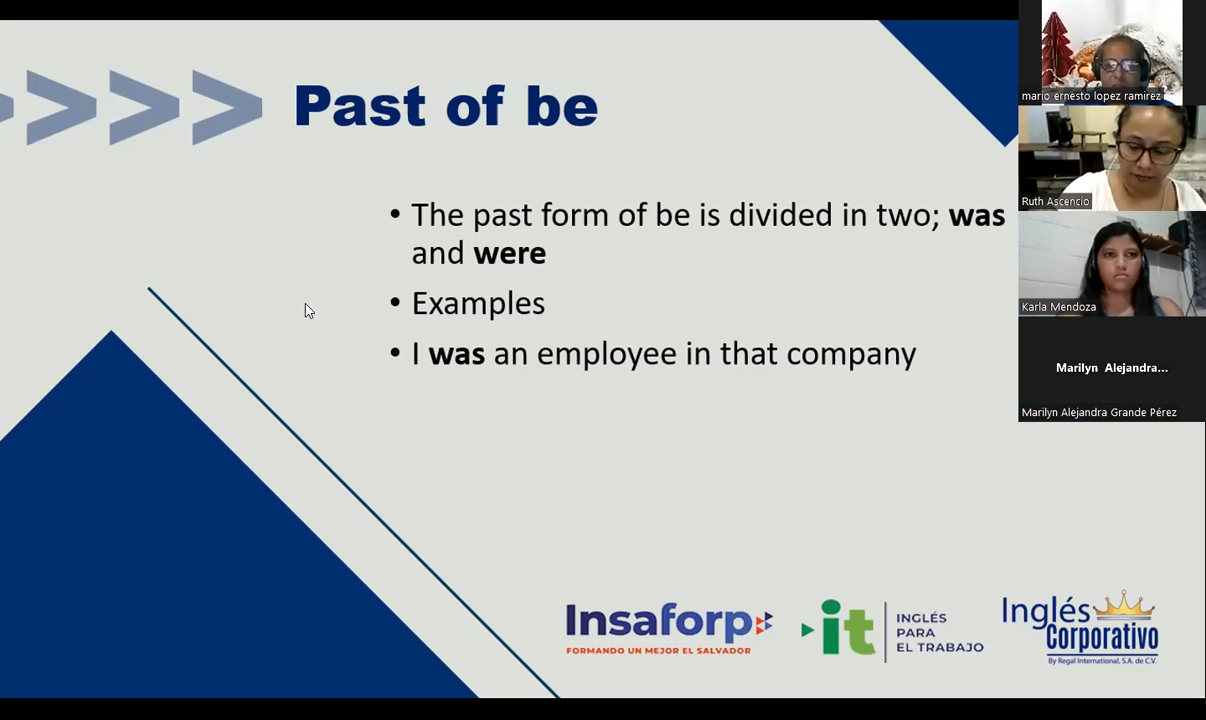 Past of be
• The past form of be is divided in two; was
and were
• Examples
• I was an employee in that company
Insaforp
FORMANDO UN MEJOR EL SALVADOR
it
INGLÉS
PARA
EL TRABAJO
Inglés
Corporativo
By Regal International, S.A. de C.V.
mario ernesto lopez ramirez
Ruth Ascencio
Karla Mendoza
Marilyn Alejandra...
Marilyn Alejandra Grande Pérez